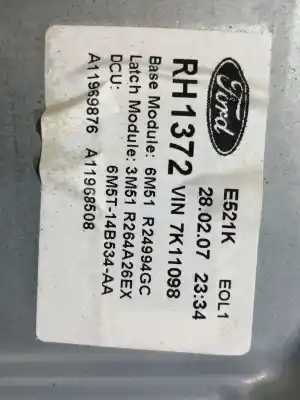 Ford
E521K EOL1
28.02.07 23:34
RH1372 VIN 7K11098
Base Module: 6M51 R24994GC
Latch Module: 3M51 R264A26EX
DCU: 6M5T-14B534-AA
A11969876 A11968508